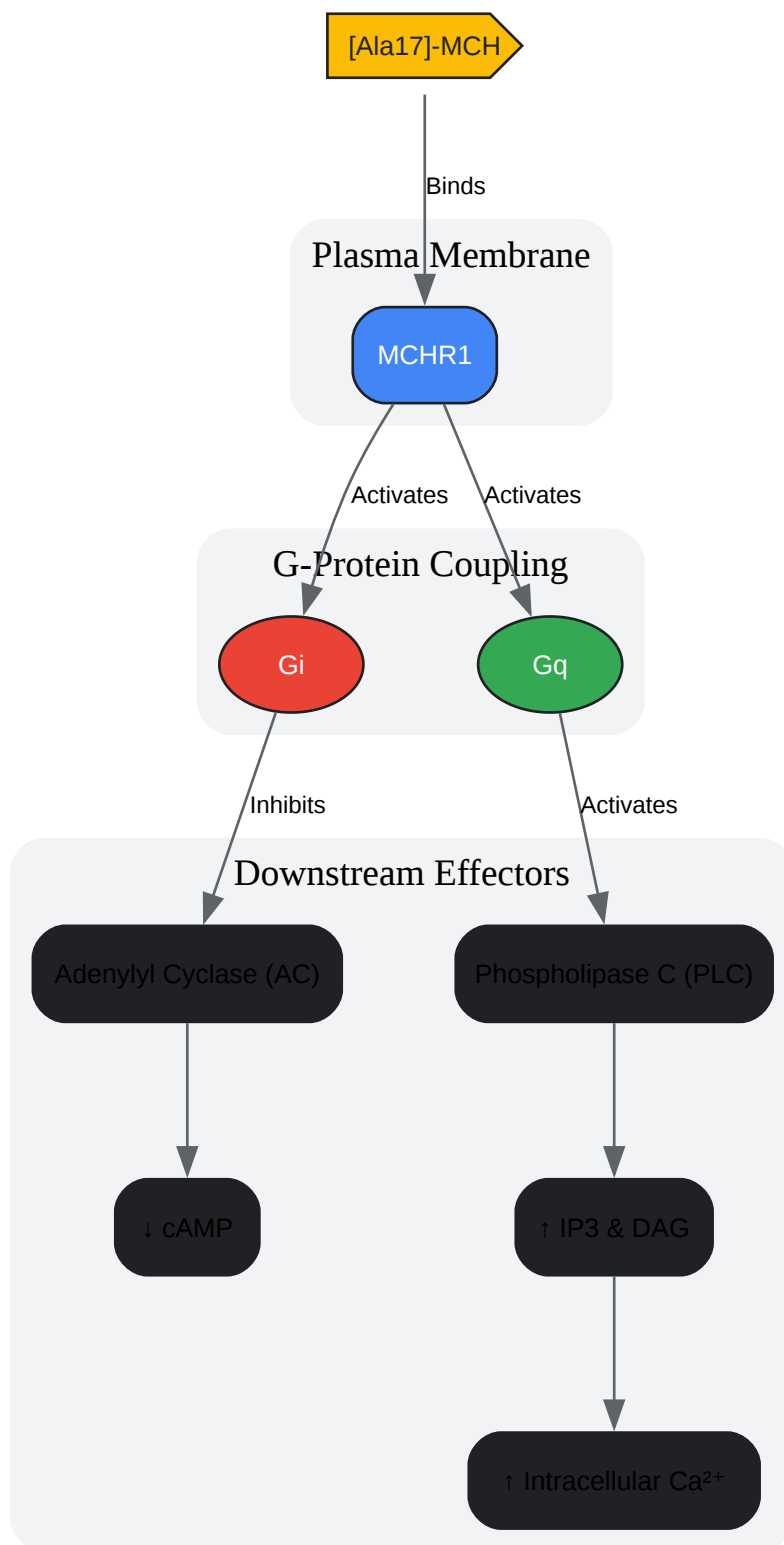 [Ala17]-MCH
Binds
Plasma Membrane
MCHR1
Activates
Activates
G-Protein Coupling
Gi
Gq
Inhibits
Activates
Downstream Effectors
Adenylyl Cyclase (AC)
Phospholipase C (PLC)
↓ cAMP
↑ IP3 & DAG
↑ Intracellular Ca²⁺